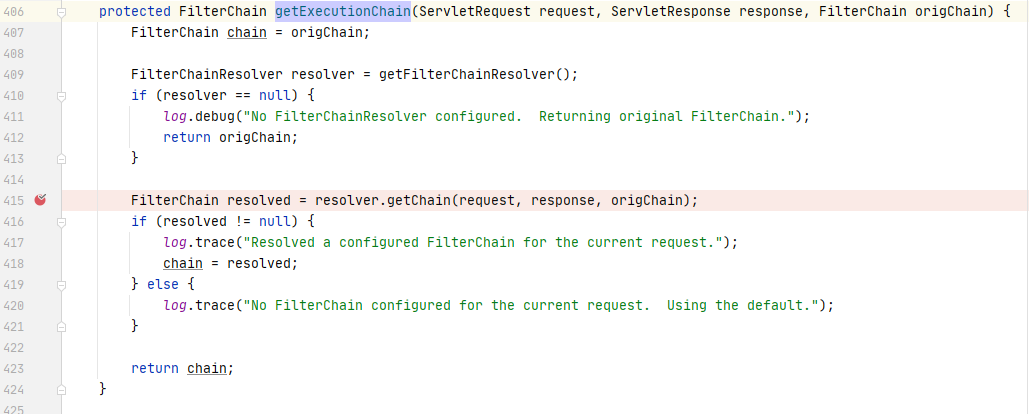 406 protected FilterChain getExecutionChain(ServletRequest request, ServletResponse response, FilterChain origChain) {
407 FilterChain chain = origChain;
408
409 FilterChainResolver resolver = getFilterChainResolver();
410 if (resolver == null) {
411 log.debug("No FilterChainResolver configured.  Returning original FilterChain.");
412 return origChain;
413 }
414
415 FilterChain resolved = resolver.getChain(request, response, origChain);
416 if (resolved != null) {
417 log.trace("Resolved a configured FilterChain for the current request.");
418 chain = resolved;
419 } else {
420 log.trace("No FilterChain configured for the current request.  Using the default.");
421 }
422
423 return chain;
424 }
425